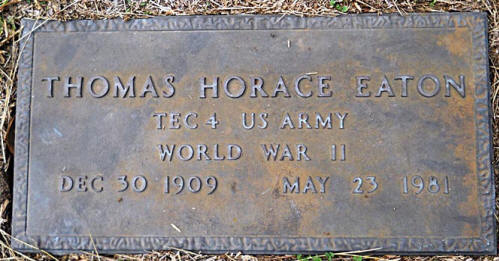 THOMAS HORACE EATON
TEC 4 US ARMY
WORLD WAR II
DEC 30 1909 MAY 23 1981